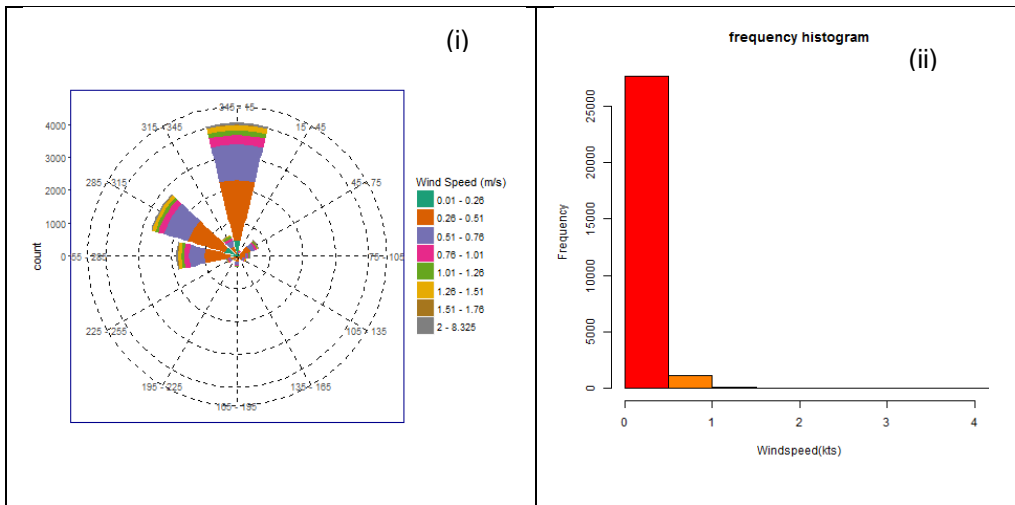 (i)
345 - 15
315 - 345
15 - 45
285 - 315
45 - 75
55 - 285
75 - 105
225 - 255
105 - 135
195 - 225
135 - 165
165 - 195
4000
3000
2000
1000
0
count
Wind Speed (m/s)
0.01 - 0.26
0.26 - 0.51
0.51 - 0.76
0.76 - 1.01
1.01 - 1.26
1.26 - 1.51
1.51 - 1.76
2 - 8.325
frequency histogram
(ii)
25000
20000
15000
10000
5000
0
Frequency
0 1 2 3 4
Windspeed(kts)